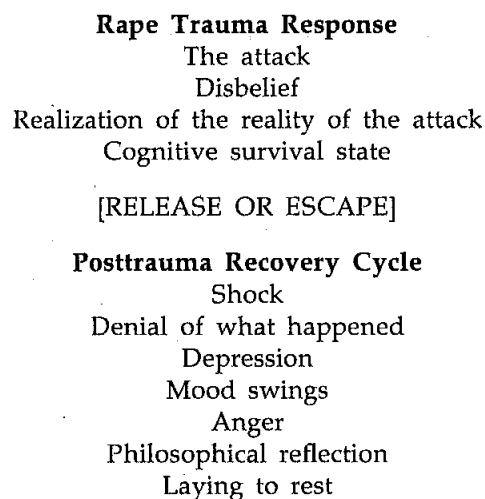 Rape Trauma Response
The attack
Disbelief
Realization of the reality of the attack
Cognitive survival state
[RELEASE OR ESCAPE]
Posttrauma Recovery Cycle
Shock
Denial of what happened
Depression
Mood swings
Anger
Philosophical reflection
Laying to rest